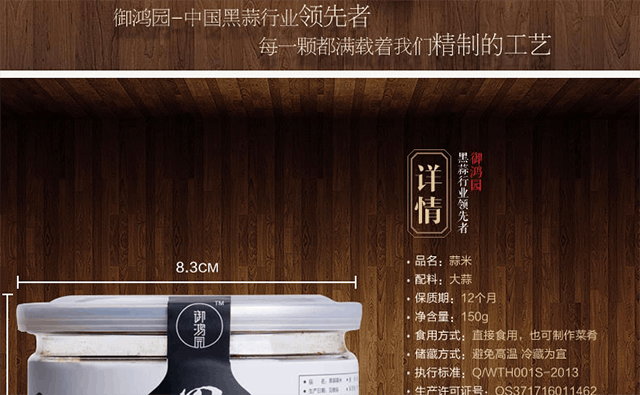 御鸿园-中国黑蒜行业领先者
每一颗都满载着我们精制的工艺
详情
御鸿园
黑蒜行业领先者
8.3CM
• 品名：蒜米
• 配料：大蒜
• 保质期：12个月
• 净含量：150g
• 食用方式：直接食用，也可制作菜肴
• 储藏方式：避免高温 冷藏为宜
• 执行标准：Q/WTH001S-2013
• 生产许可证号：QS371716011462
御鸿园
TM